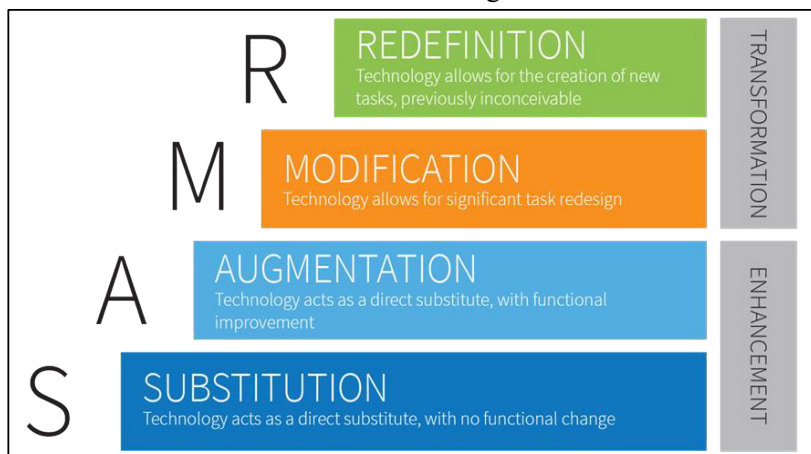 R
REDEFINITION
Technology allows for the creation of new
tasks, previously inconceivable
TRANSFORMATION
M
MODIFICATION
Technology allows for significant task redesign
A
AUGMENTATION
Technology acts as a direct substitute, with functional
improvement
ENHANCEMENT
S
SUBSTITUTION
Technology acts as a direct substitute, with no functional change